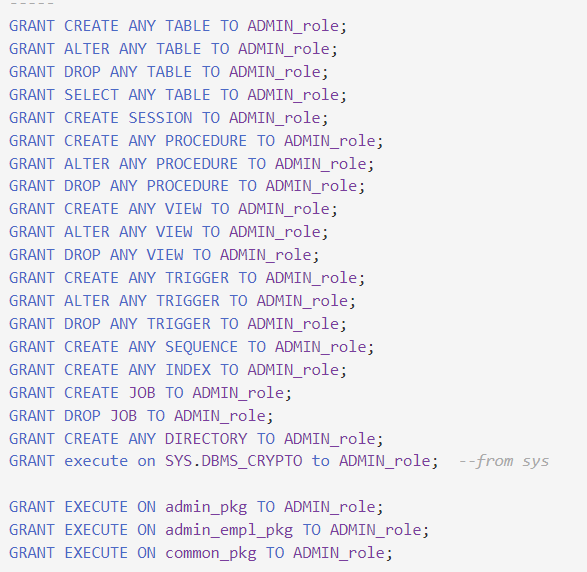 -----
GRANT CREATE ANY TABLE TO ADMIN_role;
GRANT ALTER ANY TABLE TO ADMIN_role;
GRANT DROP ANY TABLE TO ADMIN_role;
GRANT SELECT ANY TABLE TO ADMIN_role;
GRANT CREATE SESSION TO ADMIN_role;
GRANT CREATE ANY PROCEDURE TO ADMIN_role;
GRANT ALTER ANY PROCEDURE TO ADMIN_role;
GRANT DROP ANY PROCEDURE TO ADMIN_role;
GRANT CREATE ANY VIEW TO ADMIN_role;
GRANT ALTER ANY VIEW TO ADMIN_role;
GRANT DROP ANY VIEW TO ADMIN_role;
GRANT CREATE ANY TRIGGER TO ADMIN_role;
GRANT ALTER ANY TRIGGER TO ADMIN_role;
GRANT DROP ANY TRIGGER TO ADMIN_role;
GRANT CREATE ANY SEQUENCE TO ADMIN_role;
GRANT CREATE ANY INDEX TO ADMIN_role;
GRANT CREATE JOB TO ADMIN_role;
GRANT DROP JOB TO ADMIN_role;
GRANT CREATE ANY DIRECTORY TO ADMIN_role;
GRANT execute on SYS.DBMS_CRYPTO to ADMIN_role;  --from sys
GRANT EXECUTE ON admin_pkg TO ADMIN_role;
GRANT EXECUTE ON admin_empl_pkg TO ADMIN_role;
GRANT EXECUTE ON common_pkg TO ADMIN_role;